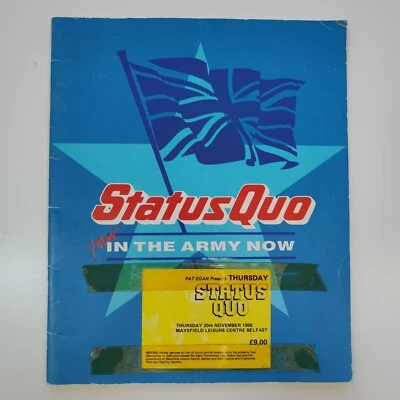 Status Quo
Tour
IN THE ARMY NOW
PAT EGAN Presents THURSDAY
STATUS
QUO
THURSDAY 20th NOVEMBER 1986
MAYSFIELD LEISURE CENTRE BELFAST
£9.00